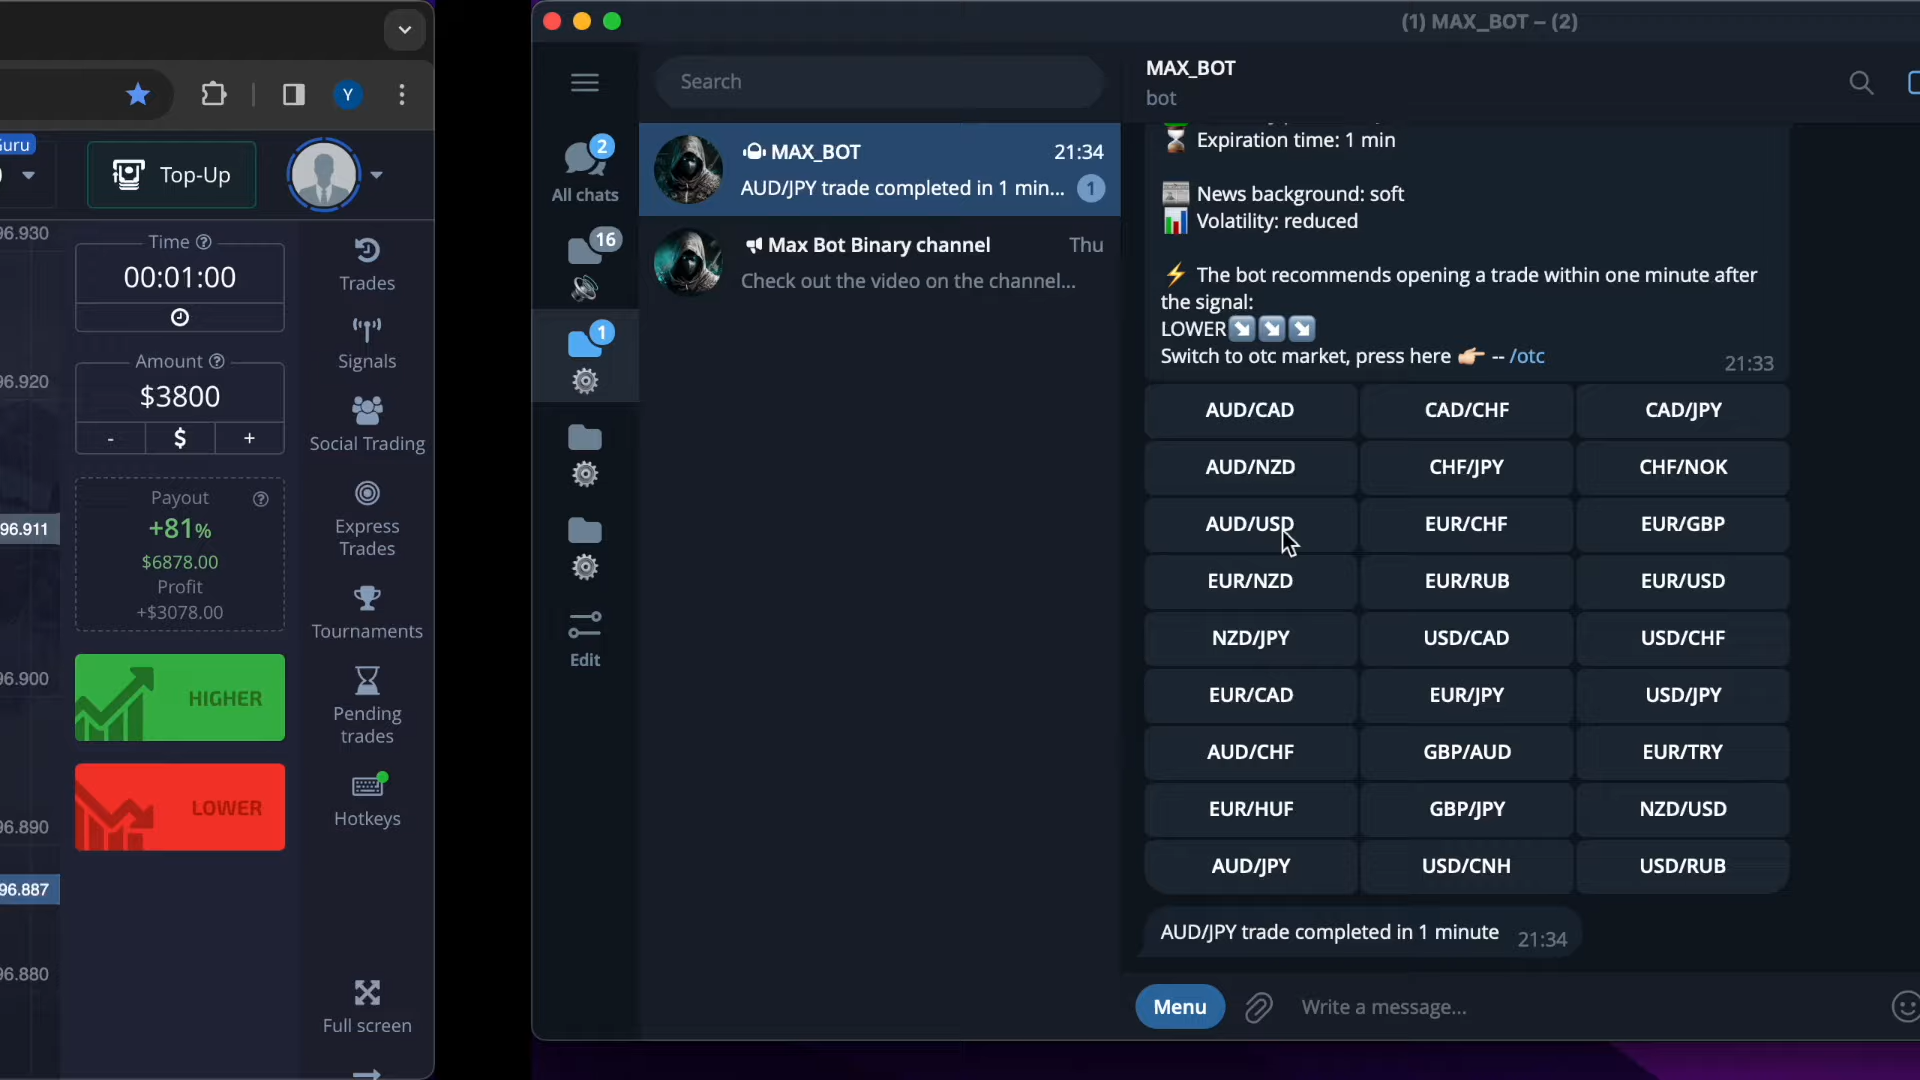 Y
Top-Up
96.930
96.920
96.911
96.900
96.890
96.887
96.880
Time
00:01:00
Amount
$3800
- $ +
Payout
+81%
$6878.00
Profit
+$3078.00
HIGHER
LOWER
Trades
Signals
Social Trading
Express
Trades
Tournaments
Pending
trades
Hotkeys
Full screen
(1) MAX_BOT – (2)
Search
2
All chats
16
1
Edit
MAX_BOT 21:34
AUD/JPY trade completed in 1 min... 1
Max Bot Binary channel Thu
Check out the video on the channel...
MAX_BOT
bot
Expiration time: 1 min
News background: soft
Volatility: reduced
The bot recommends opening a trade within one minute after
the signal:
LOWER
Switch to otc market, press here -- /otc
21:33
AUD/CAD CAD/CHF CAD/JPY
AUD/NZD CHF/JPY CHF/NOK
AUD/USD EUR/CHF EUR/GBP
EUR/NZD EUR/RUB EUR/USD
NZD/JPY USD/CAD USD/CHF
EUR/CAD EUR/JPY USD/JPY
AUD/CHF GBP/AUD EUR/TRY
EUR/HUF GBP/JPY NZD/USD
AUD/JPY USD/CNH USD/RUB
AUD/JPY trade completed in 1 minute 21:34
Menu Write a message...